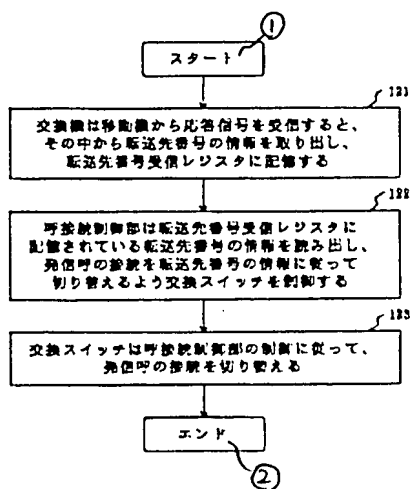 ①
スタート
121
交換機は移動機から応答信号を受信すると、
その中から転送先番号の情報を取り出し、
転送先番号受信レジスタに記憶する
122
呼接続制御部は転送先番号受信レジスタに
記憶されている転送先番号の情報を読み出し、
発信呼の接続を転送先番号の情報に従って
切り替えるよう交換スイッチを制御する
123
交換スイッチは呼接続制御部の制御に従って、
発信呼の接続を切り替える
エンド
②